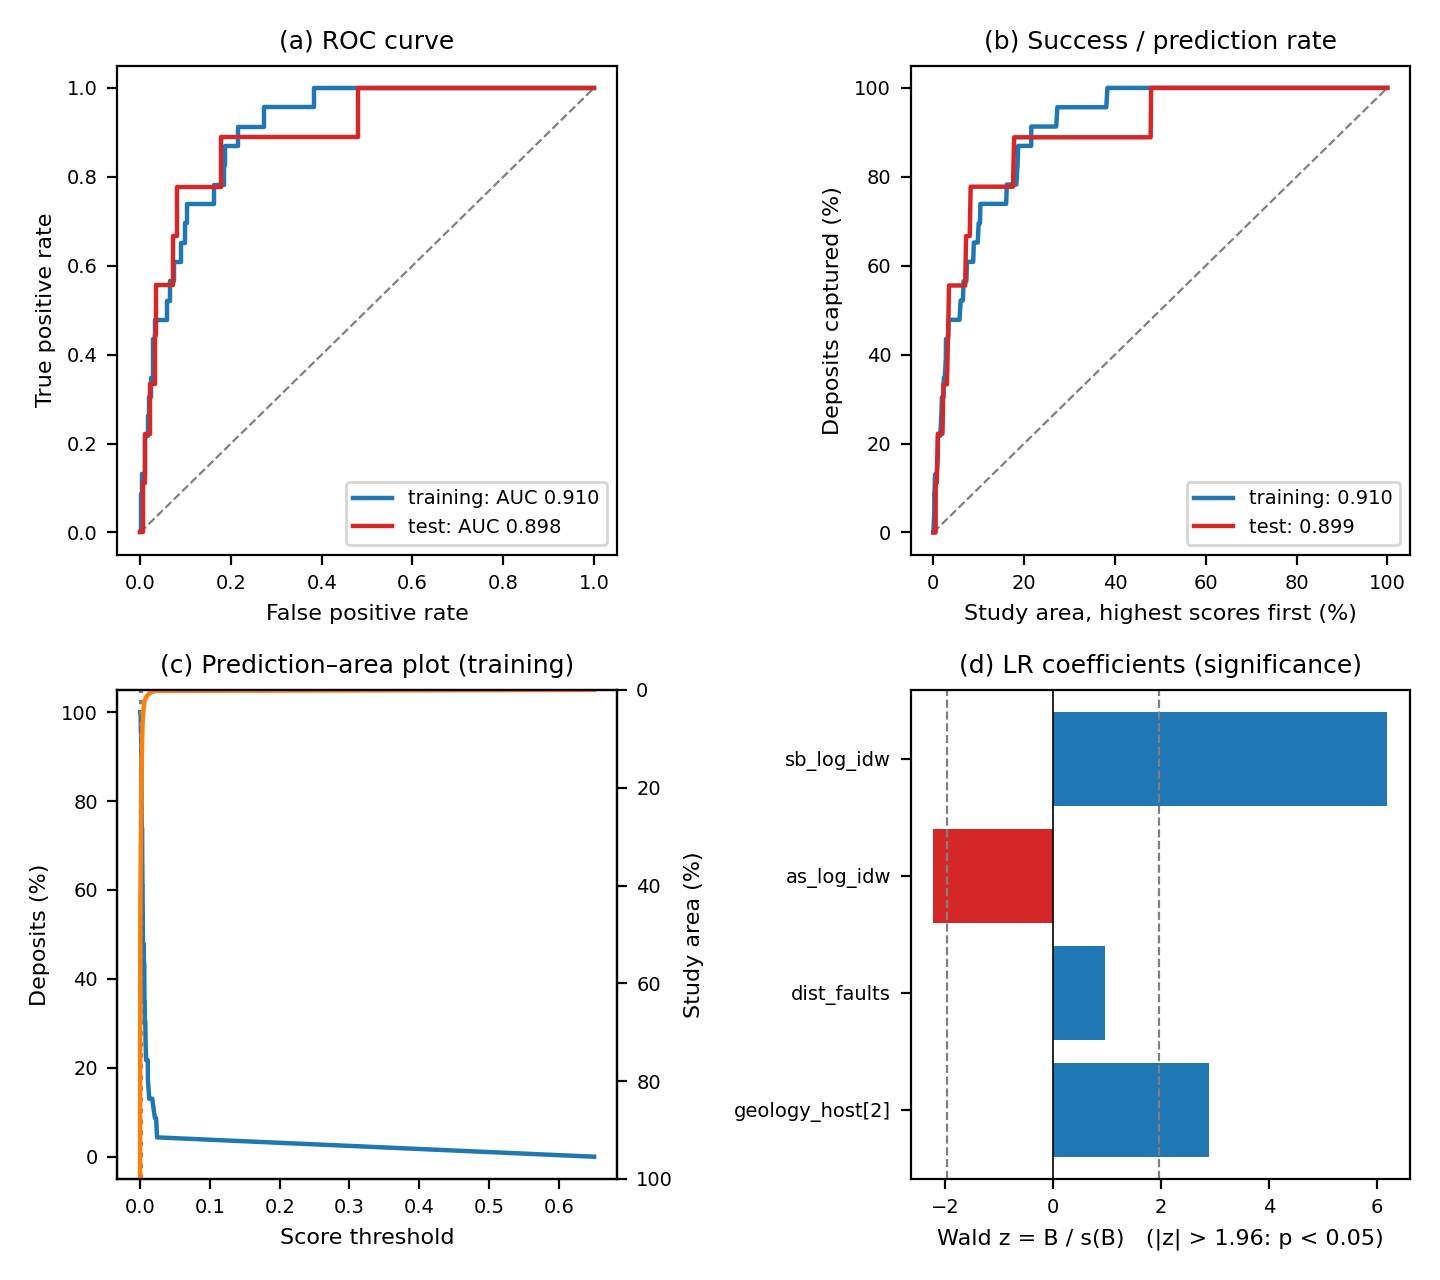 (a) ROC curve
True positive rate
1.0
0.8
0.6
0.4
0.2
0.0
training: AUC 0.910
test: AUC 0.898
0.0 0.2 0.4 0.6 0.8 1.0
False positive rate
(b) Success / prediction rate
Deposits captured (%)
100
80
60
40
20
0
training: 0.910
test: 0.899
0 20 40 60 80 100
Study area, highest scores first (%)
(c) Prediction–area plot (training)
Deposits (%)
100
80
60
40
20
0
0
20
40
60
80
100
Study area (%)
0.0 0.1 0.2 0.3 0.4 0.5 0.6
Score threshold
(d) LR coefficients (significance)
sb_log_idw
as_log_idw
dist_faults
geology_host[2]
−2 0 2 4 6
Wald z = B / s(B) (|z| > 1.96: p < 0.05)